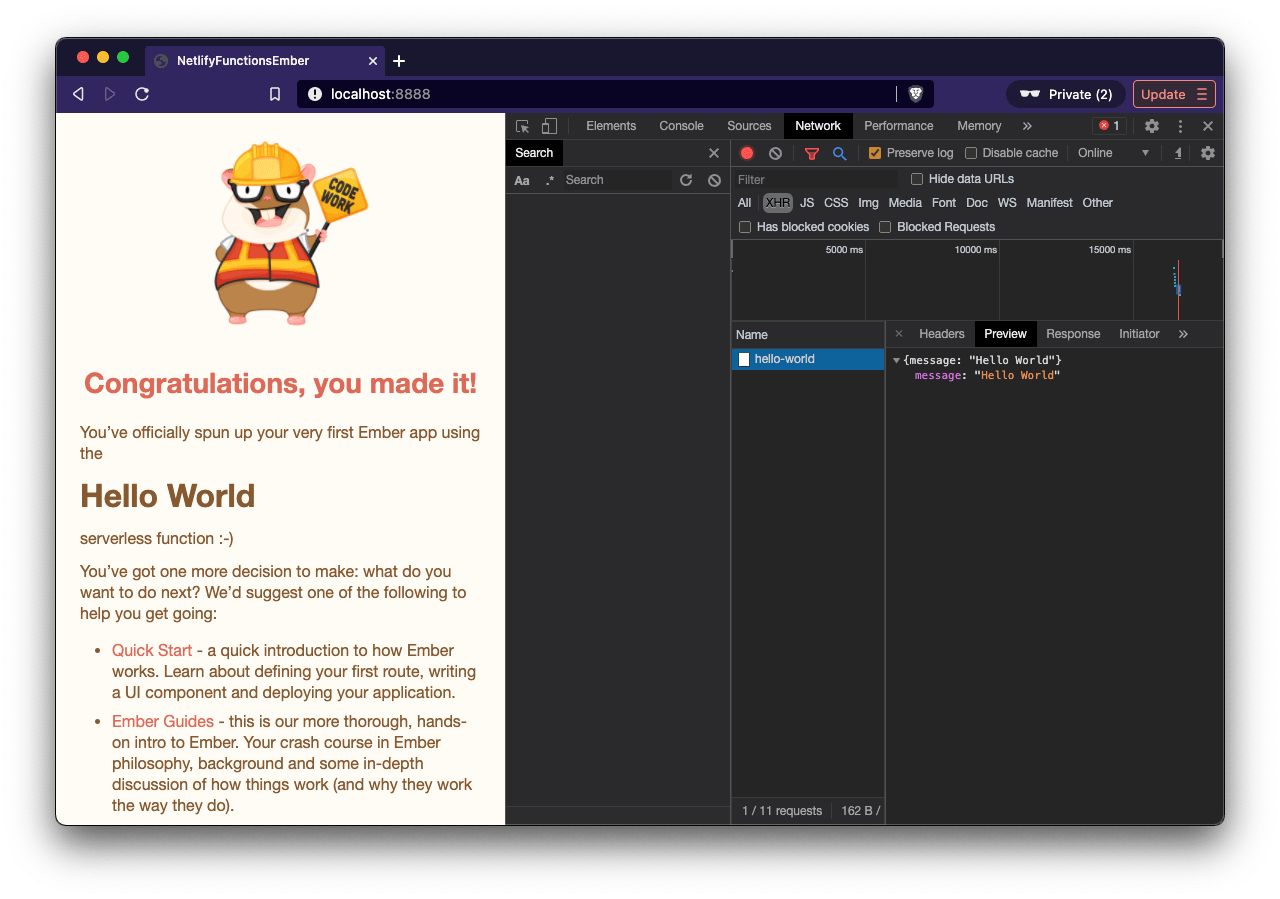 NetlifyFunctionsEmber
localhost:8888
Private (2)
Update
CODE
WORK
Congratulations, you made it!
You’ve officially spun up your very first Ember app using
the
Hello World
serverless function :-)
You’ve got one more decision to make: what do you
want to do next? We’d suggest one of the following to
help you get going:
• Quick Start - a quick introduction to how Ember
works. Learn about defining your first route, writing
a UI component and deploying your application.
• Ember Guides - this is our more thorough, hands-
on intro to Ember. Your crash course in Ember
philosophy, background and some in-depth
discussion of how things work (and why they work
the way they do).
Elements Console Sources Network Performance Memory » 1
Search
Aa .* Search
Preserve log Disable cache Online
Filter Hide data URLs
All XHR JS CSS Img Media Font Doc WS Manifest Other
Has blocked cookies Blocked Requests
5000 ms 10000 ms 15000 ms
Name
hello-world
Headers Preview Response Initiator »
{message: "Hello World"}
message: "Hello World"
1 / 11 requests 162 B /